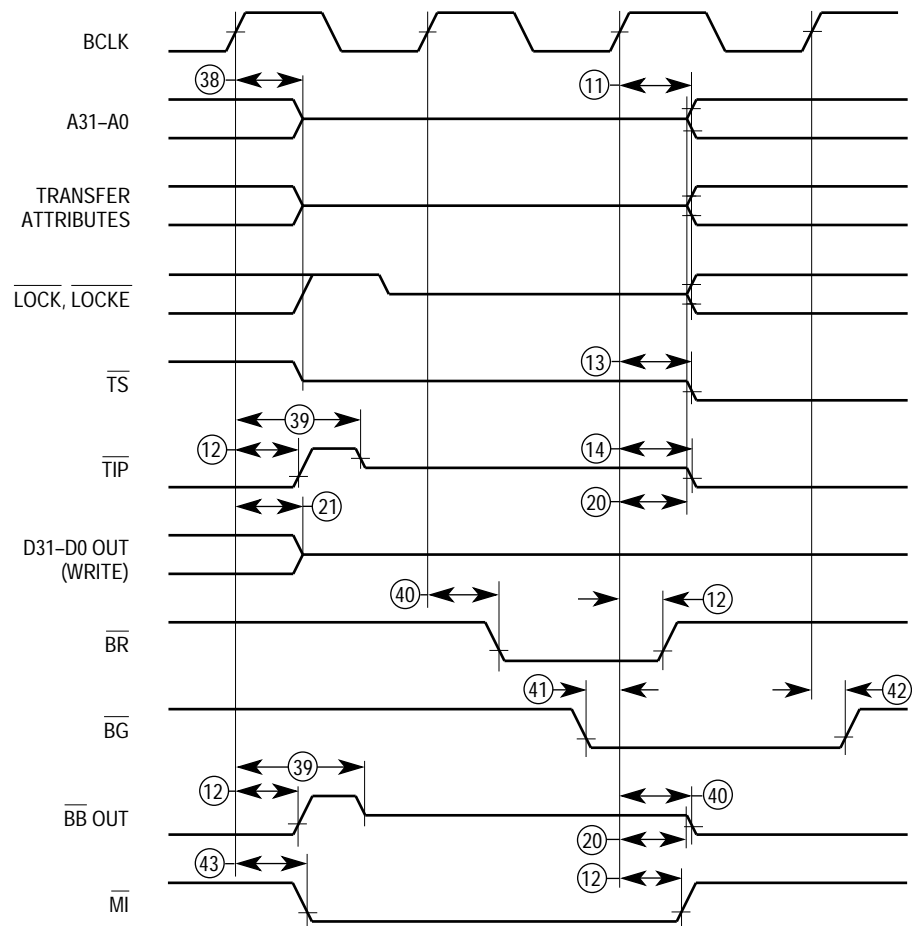 BCLK
38
11
A31–A0
TRANSFER
ATTRIBUTES
LOCK, LOCKE
13
TS
39
12
14
TIP
21
20
D31–D0 OUT
(WRITE)
40
12
BR
41
42
BG
39
12
40
BB OUT
20
43
12
MI